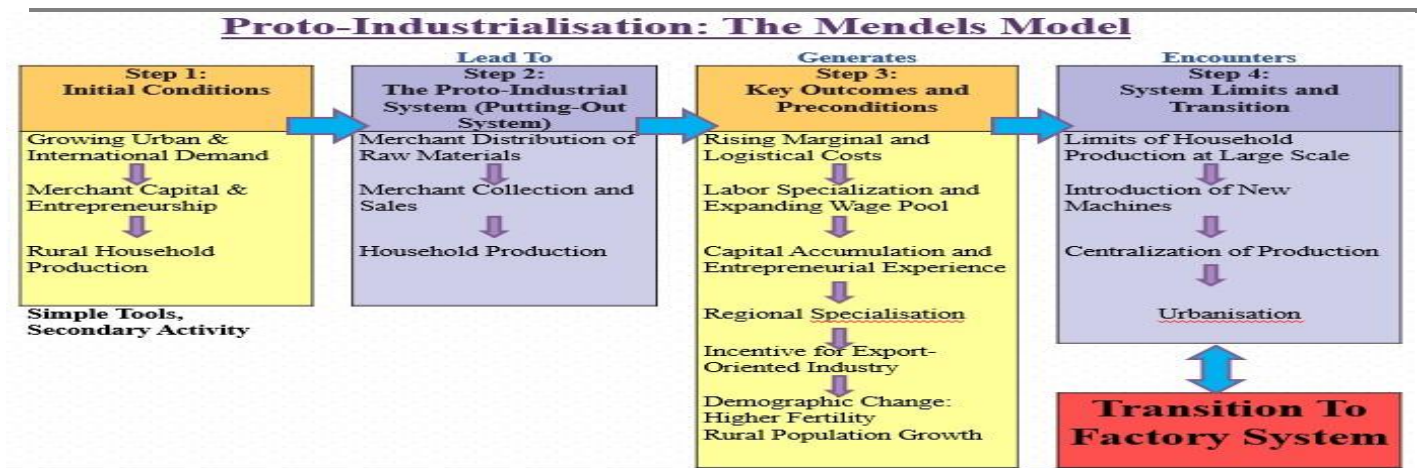 Proto-Industrialisation: The Mendels Model
Step 1:
Initial Conditions
Growing Urban &
International Demand
Merchant Capital &
Entrepreneurship
Rural Household
Production
Simple Tools,
Secondary Activity
Lead To
Step 2:
The Proto-Industrial
System (Putting-Out
System)
Merchant Distribution of
Raw Materials
Merchant Collection and
Sales
Household Production
Generates
Step 3:
Key Outcomes and
Preconditions
Rising Marginal and
Logistical Costs
Labor Specialization and
Expanding Wage Pool
Capital Accumulation and
Entrepreneurial Experience
Regional Specialisation
Incentive for Export-
Oriented Industry
Demographic Change:
Higher Fertility
Rural Population Growth
Encounters
Step 4:
System Limits and
Transition
Limits of Household
Production at Large Scale
Introduction of New
Machines
Centralization of Production
Urbanisation
Transition To
Factory System